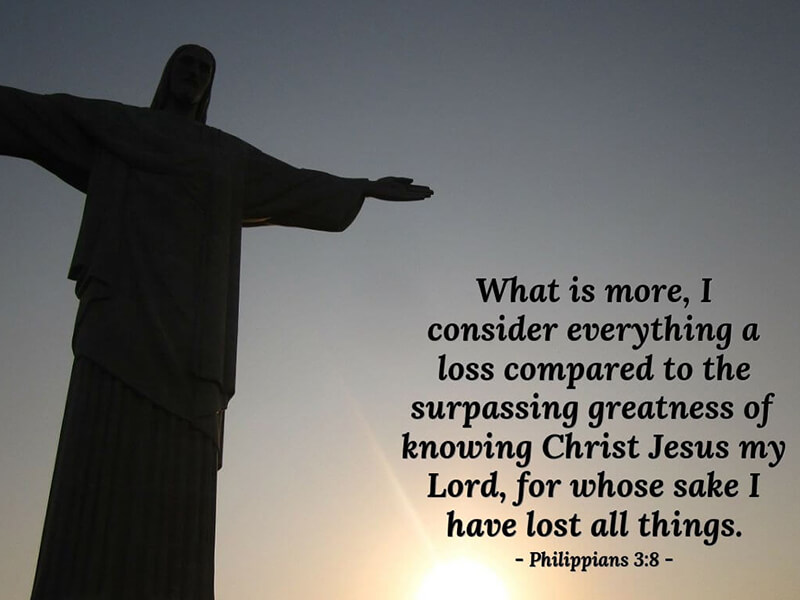 What is more, I
consider everything a
loss compared to the
surpassing greatness of
knowing Christ Jesus my
Lord, for whose sake I
have lost all things.
- Philippians 3:8 -